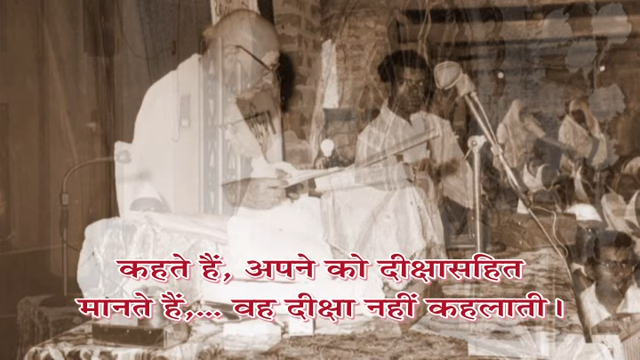 कहते हैं, अपने को दीक्षासहित
मानते हैं,... वह दीक्षा नहीं कहलाती।